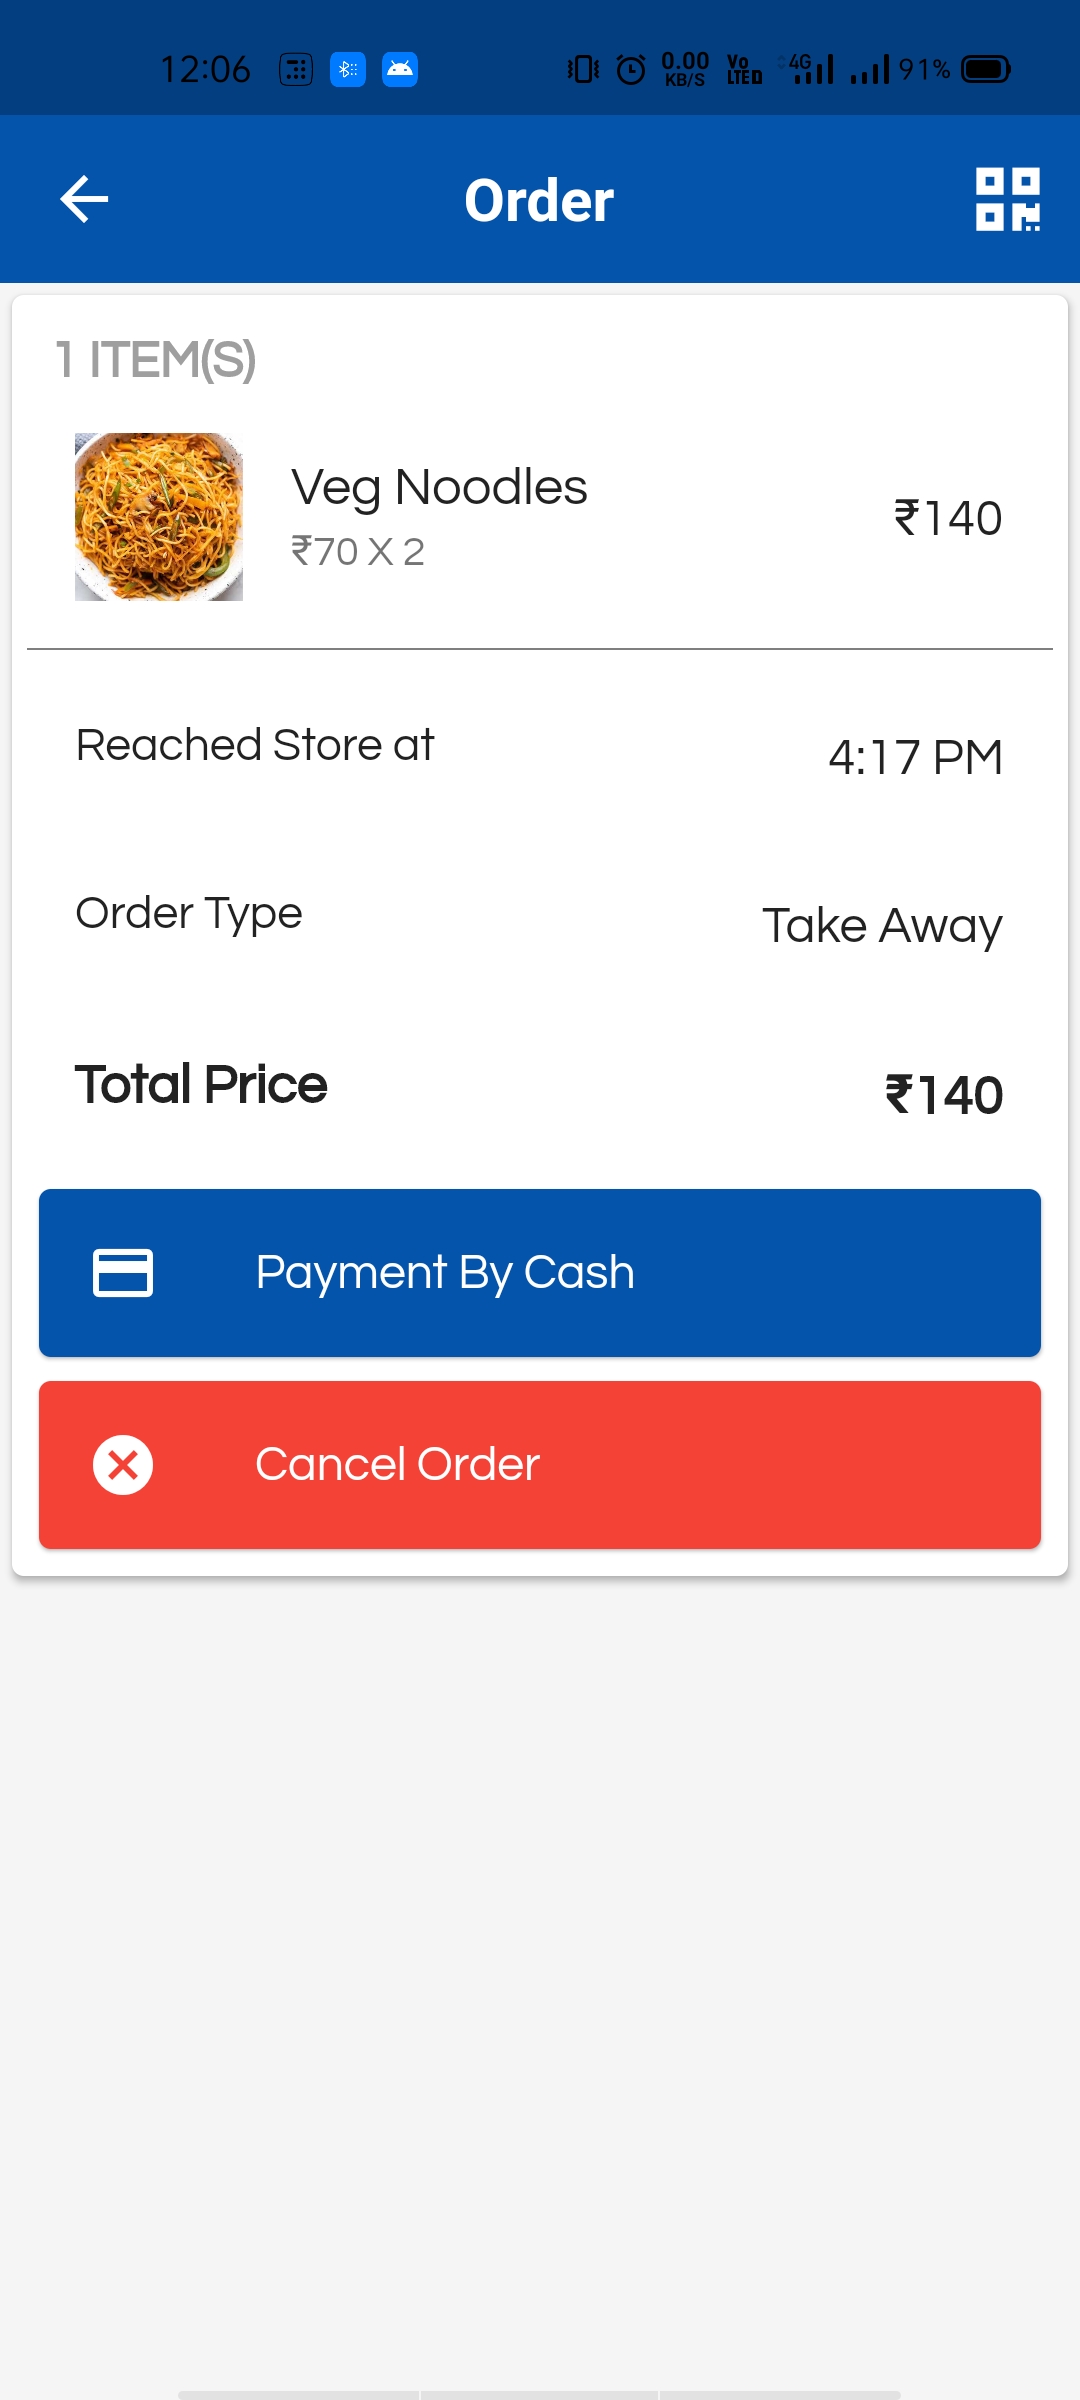 12:06 0.00 KB/S Vo LTE 4G 91%
Order
1 ITEM(S)
Veg Noodles
₹70 X 2
₹140
Reached Store at
4:17 PM
Order Type
Take Away
Total Price
₹140
Payment By Cash
Cancel Order